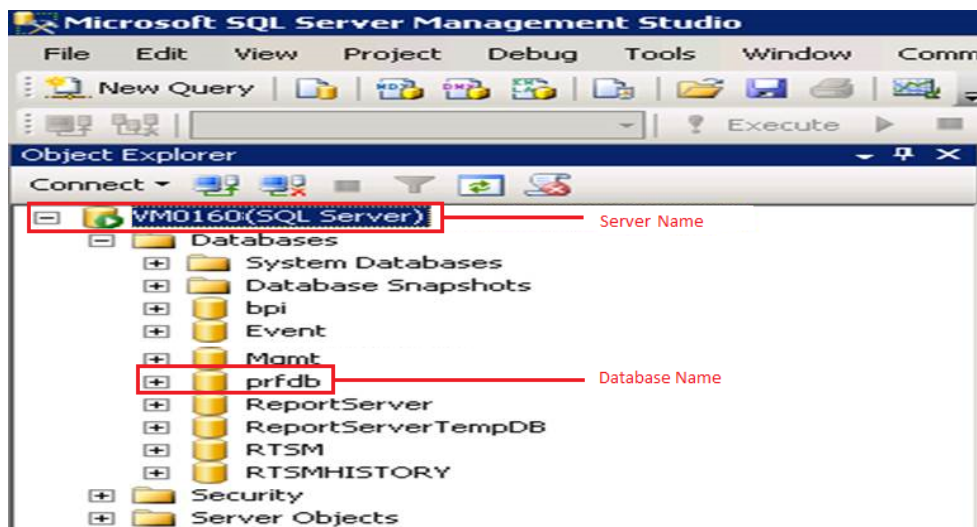 Microsoft SQL Server Management Studio
File Edit View Project Debug Tools Window Comm
New Query
Execute
Object Explorer
Connect
VM0160(SQL Server) Server Name
Databases
System Databases
Database Snapshots
bpi
Event
Mgmt
prfdb Database Name
ReportServer
ReportServerTempDB
RTSM
RTSMHISTORY
Security
Server Objects